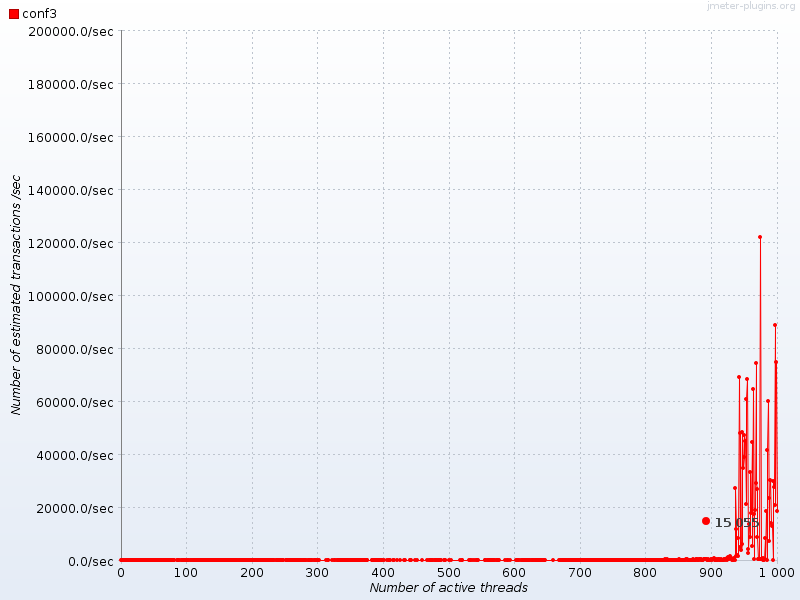 jmeter-plugins.org
conf3
200000.0/sec
180000.0/sec
160000.0/sec
140000.0/sec
120000.0/sec
100000.0/sec
80000.0/sec
60000.0/sec
40000.0/sec
20000.0/sec
0.0/sec
Number of estimated transactions /sec
15 055
0 100 200 300 400 500 600 700 800 900 1 000
Number of active threads